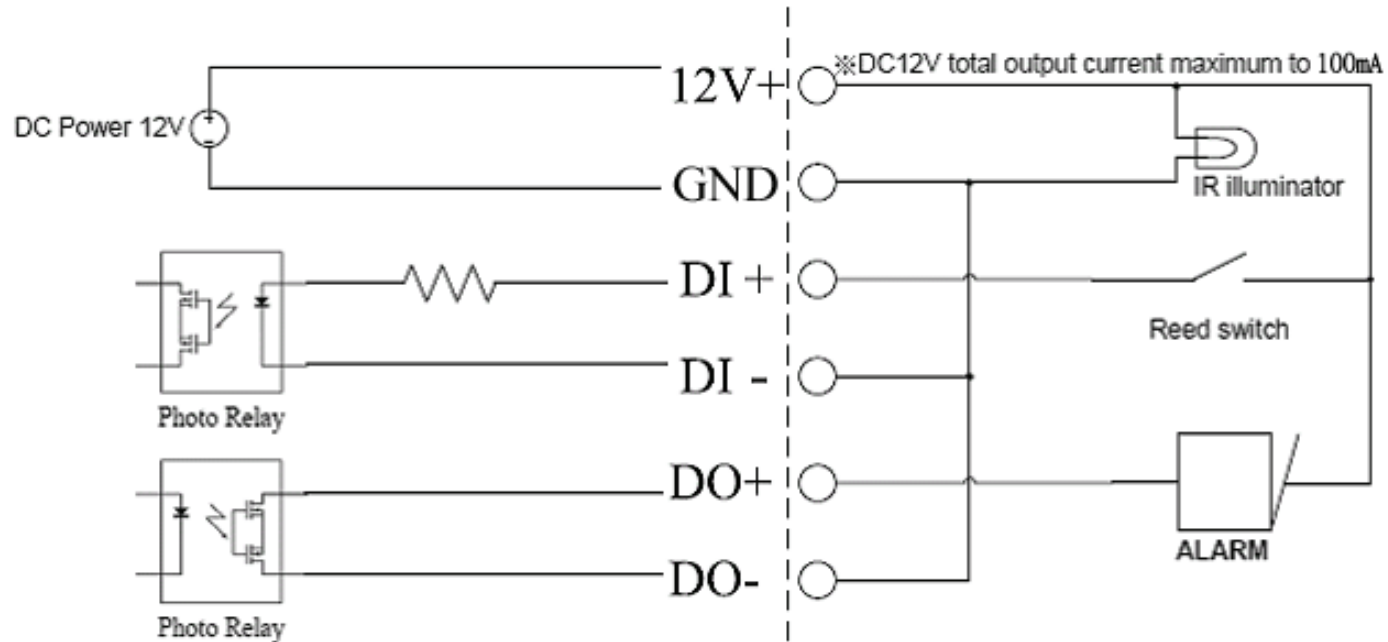 ※DC12V total output current maximum to 100mA
12V+
DC Power 12V
GND
IR illuminator
DI +
Reed switch
DI -
Photo Relay
DO+
ALARM
DO-
Photo Relay